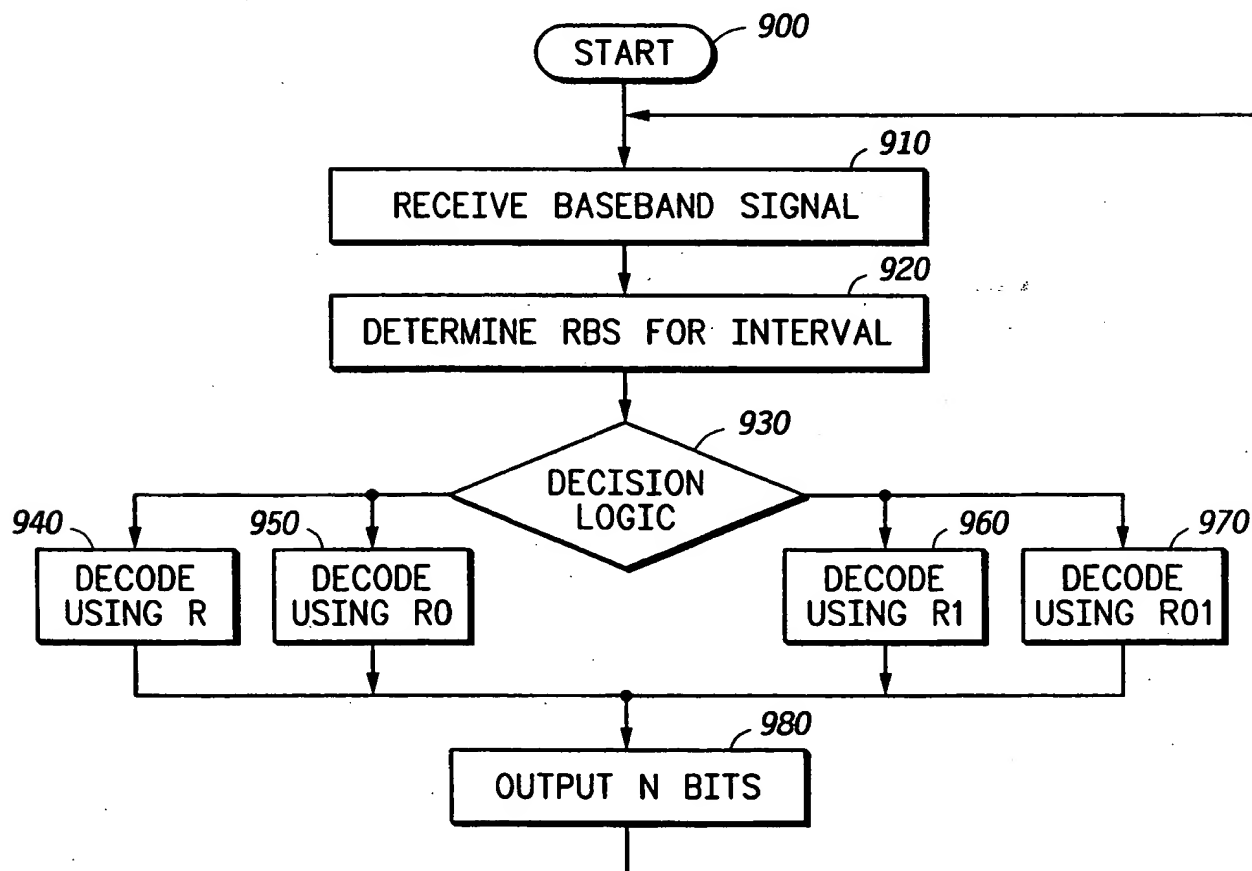 START
900
910
RECEIVE BASEBAND SIGNAL
920
DETERMINE RBS FOR INTERVAL
930
DECISION
LOGIC
940
DECODE
USING R
950
DECODE
USING R0
960
DECODE
USING R1
970
DECODE
USING R01
980
OUTPUT N BITS